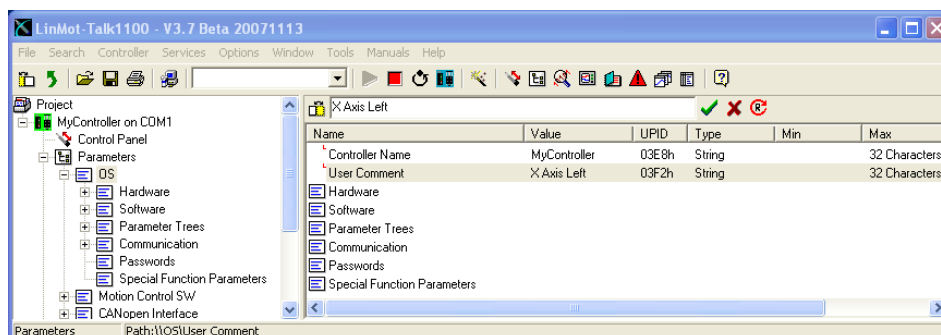 LinMot-Talk1100 - V3.7 Beta 20071113
File Search Controller Services Options Window Tools Manuals Help
Project
MyController on COM1
Control Panel
Parameters
OS
Hardware
Software
Parameter Trees
Communication
Passwords
Special Function Parameters
Motion Control SW
CANopen Interface
X Axis Left
Name Value UPID Type Min Max
Controller Name MyController 03E8h String 32 Characters
User Comment X Axis Left 03F2h String 32 Characters
Hardware
Software
Parameter Trees
Communication
Passwords
Special Function Parameters
Parameters Path:\\OS\User Comment